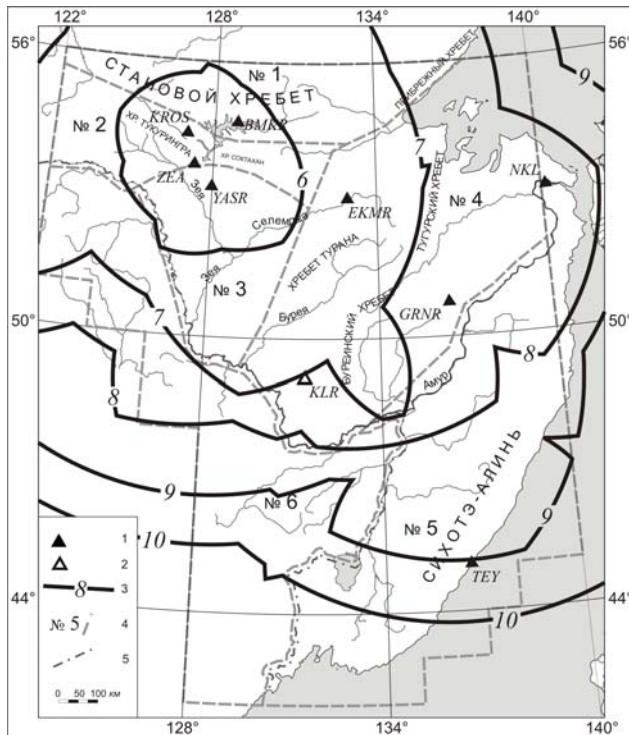 122°
128°
134°
140°
56°
56°
№ 1
9
СТАНОВОЙ ХРЕБЕТ
ПРИБРЕЖНЫЙ ХРЕБЕТ
№ 2
KROS
BMKR
7
ХР. ТУКУРИНГРА
ХР. СОКТАХАН
6
№ 4
NKL
ZEA
Зея
YASR
EKMR
Селемджа
ТУГУРСКИЙ ХРЕБЕТ
Зея
ХРЕБЕТ ТУРАНА
№ 3
Бурея
GRNR
50°
50°
7
БУРЕИНСКИЙ ХРЕБЕТ
8
KLR
Амур
8
9
№ 6
СИХОТЭ-АЛИНЬ
9
10
№ 5
1
2
8
3
TEY
44°
44°
10
№ 5
4
5
0 50 100 км
128°
134°
140°